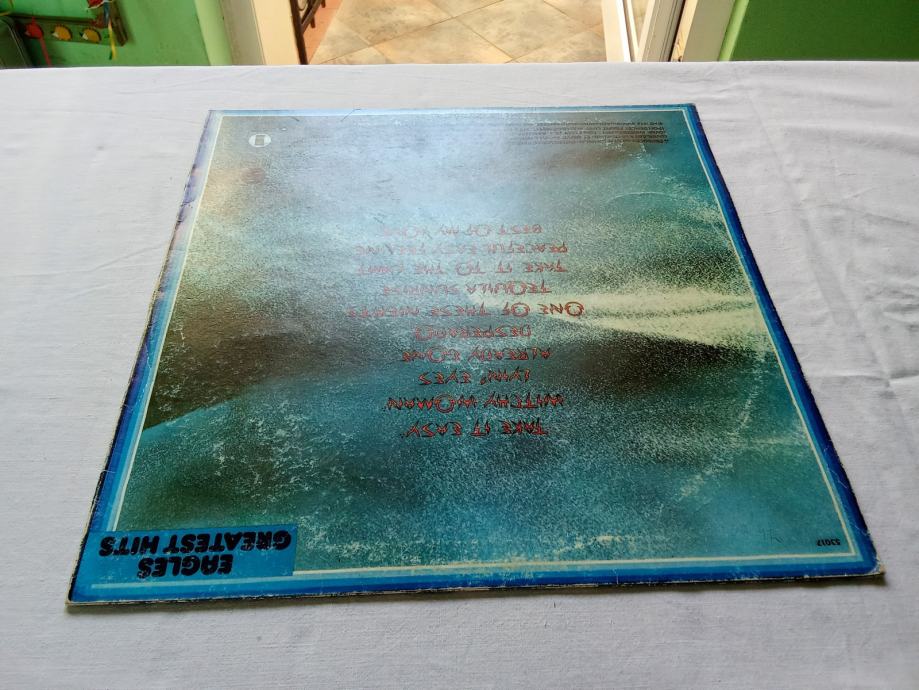 EAGLES
GREATEST HITS
53017
TAKE IT EASY
WITCHY WOMAN
LYIN' EYES
ALREADY GONE
DESPERADO
ONE OF THESE NIGHTS
TEQUILA SUNRISE
TAKE IT TO THE LIMIT
PEACEFUL EASY FEELING
BEST OF MY LOVE